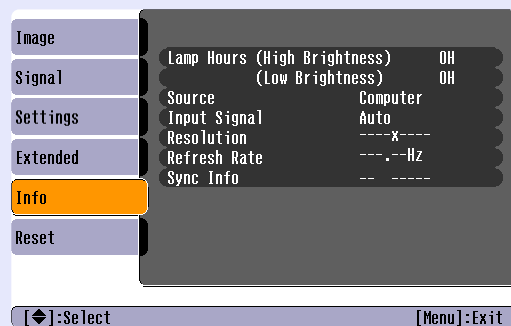 Image
Signal
Settings
Extended
Info
Reset
Lamp Hours (High Brightness) 0H
(Low Brightness) 0H
Source Computer
Input Signal Auto
Resolution ----x----
Refresh Rate ---.--Hz
Sync Info -- -----
[◆]:Select [Menu]:Exit